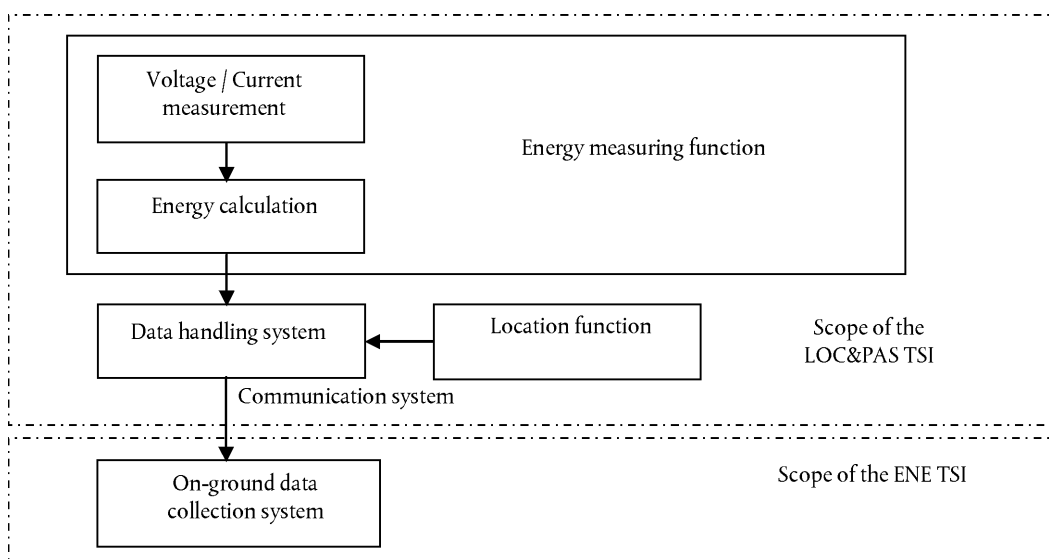 Voltage / Current
measurement
Energy measuring function
Energy calculation
Data handling system
Location function
Scope of the
LOC&PAS TSI
Communication system
On-ground data
collection system
Scope of the ENE TSI